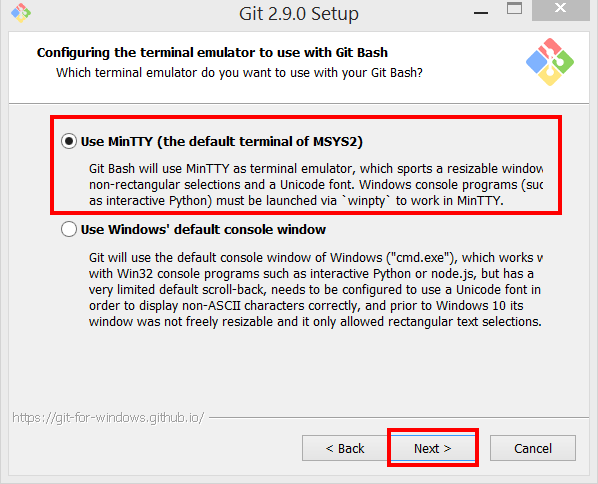 Git 2.9.0 Setup
Configuring the terminal emulator to use with Git Bash
Which terminal emulator do you want to use with your Git Bash?
Use MinTTY (the default terminal of MSYS2)
Git Bash will use MinTTY as terminal emulator, which sports a resizable window
non-rectangular selections and a Unicode font. Windows console programs (suc
as interactive Python) must be launched via `winpty` to work in MinTTY.
Use Windows' default console window
Git will use the default console window of Windows ("cmd.exe"), which works w
with Win32 console programs such as interactive Python or node.js, but has a
very limited default scroll-back, needs to be configured to use a Unicode font in
order to display non-ASCII characters correctly, and prior to Windows 10 its
window was not freely resizable and it only allowed rectangular text selections.
https://git-for-windows.github.io/
< Back
Next >
Cancel